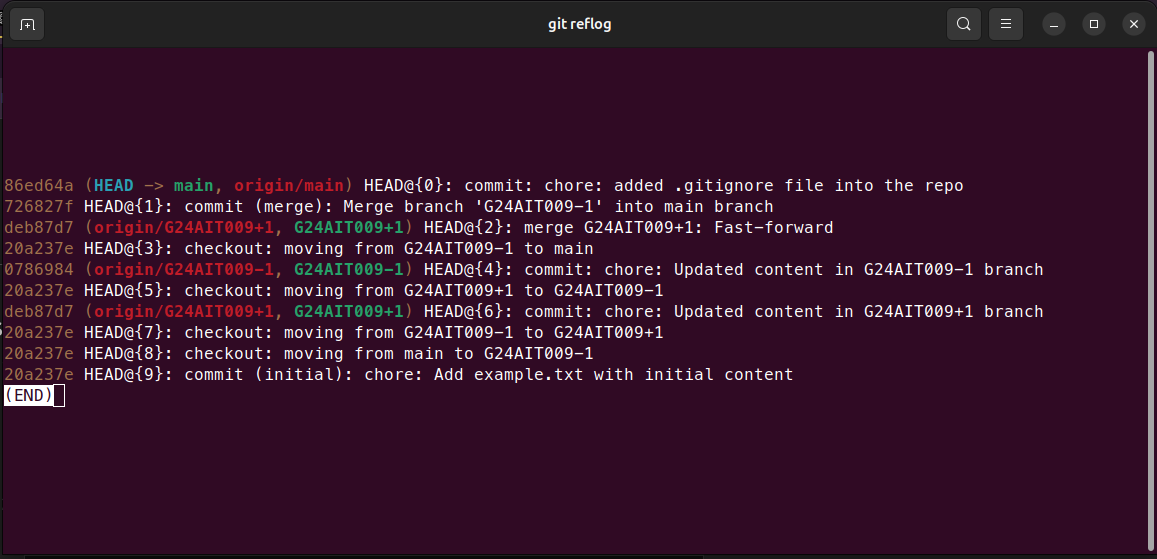 git reflog
86ed64a (HEAD -> main, origin/main) HEAD@{0}: commit: chore: added .gitignore file into the repo
726827f HEAD@{1}: commit (merge): Merge branch 'G24AIT009-1' into main branch
deb87d7 (origin/G24AIT009+1, G24AIT009+1) HEAD@{2}: merge G24AIT009+1: Fast-forward
20a237e HEAD@{3}: checkout: moving from G24AIT009-1 to main
0786984 (origin/G24AIT009-1, G24AIT009-1) HEAD@{4}: commit: chore: Updated content in G24AIT009-1 branch
20a237e HEAD@{5}: checkout: moving from G24AIT009+1 to G24AIT009-1
deb87d7 (origin/G24AIT009+1, G24AIT009+1) HEAD@{6}: commit: chore: Updated content in G24AIT009+1 branch
20a237e HEAD@{7}: checkout: moving from G24AIT009-1 to G24AIT009+1
20a237e HEAD@{8}: checkout: moving from main to G24AIT009-1
20a237e HEAD@{9}: commit (initial): chore: Add example.txt with initial content
(END)